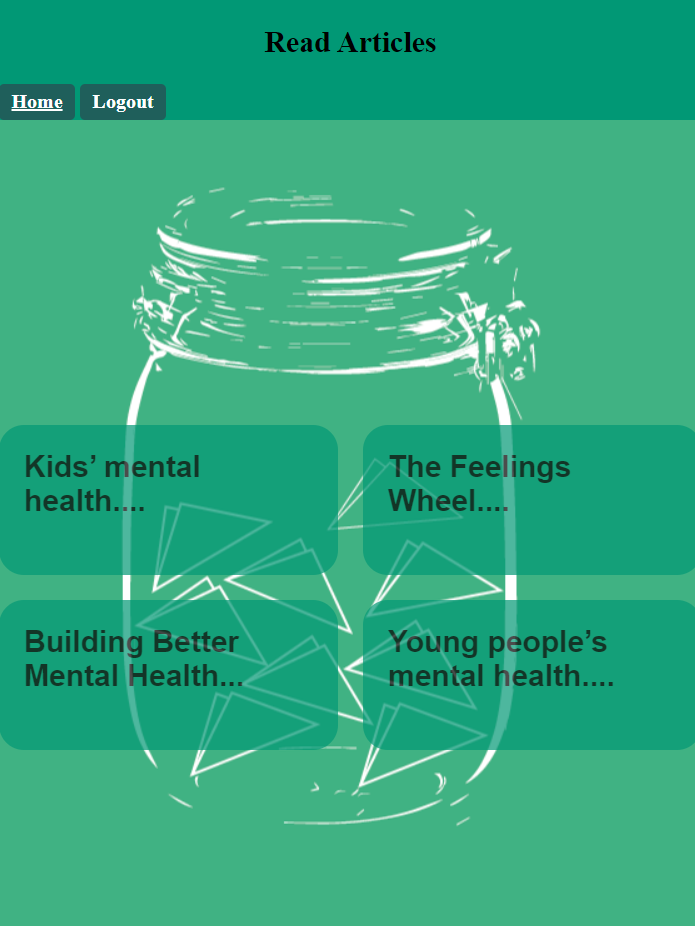 Read Articles
Home Logout
Kids’ mental
health....
The Feelings
Wheel....
Building Better
Mental Health...
Young people’s
mental health....